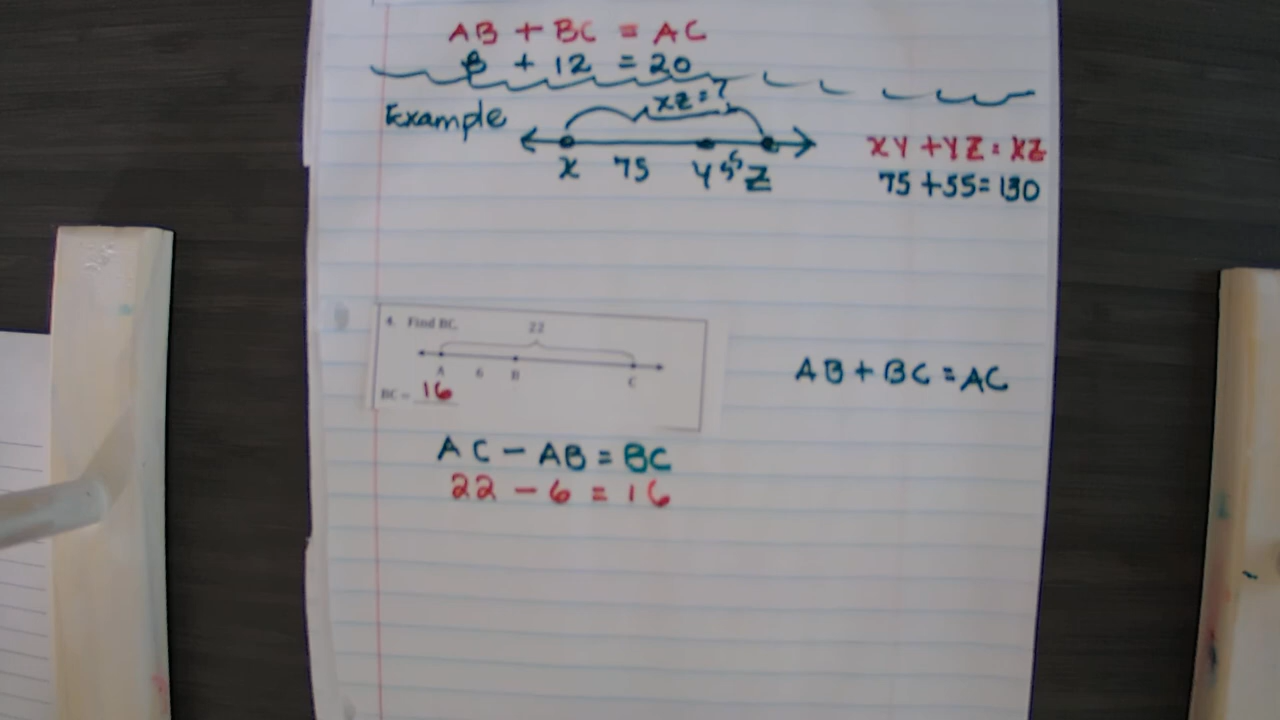 AB + BC = AC
8 + 12 = 20
Example
XZ = ?
X 75 Y 55 Z
XY + YZ = XZ
75 + 55 = 130
4. Find BC.
22
A 6 B C
BC = 16
AB + BC = AC
AC - AB = BC
22 - 6 = 16